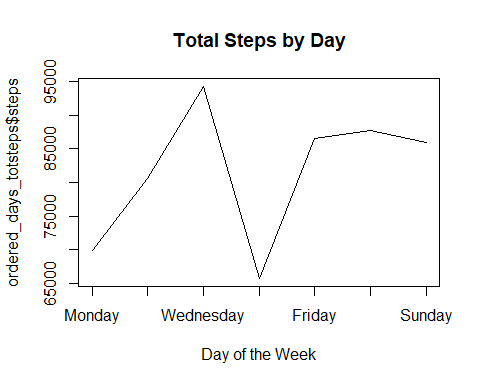 Total Steps by Day
ordered_days_totsteps$steps
95000
85000
75000
65000
Monday Wednesday Friday Sunday
Day of the Week